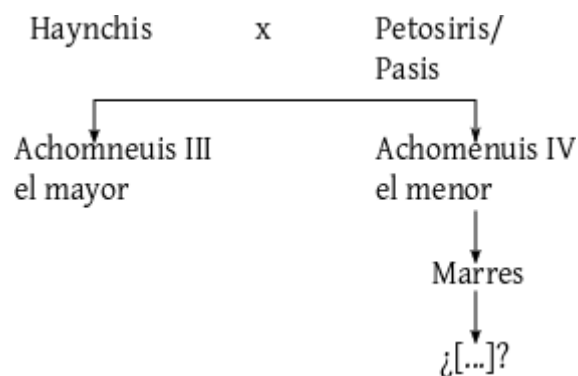 Haynchis x Petosiris/
Pasis
Achomneuis III Achomenuis IV
el mayor el menor
Marres
¿[...]?